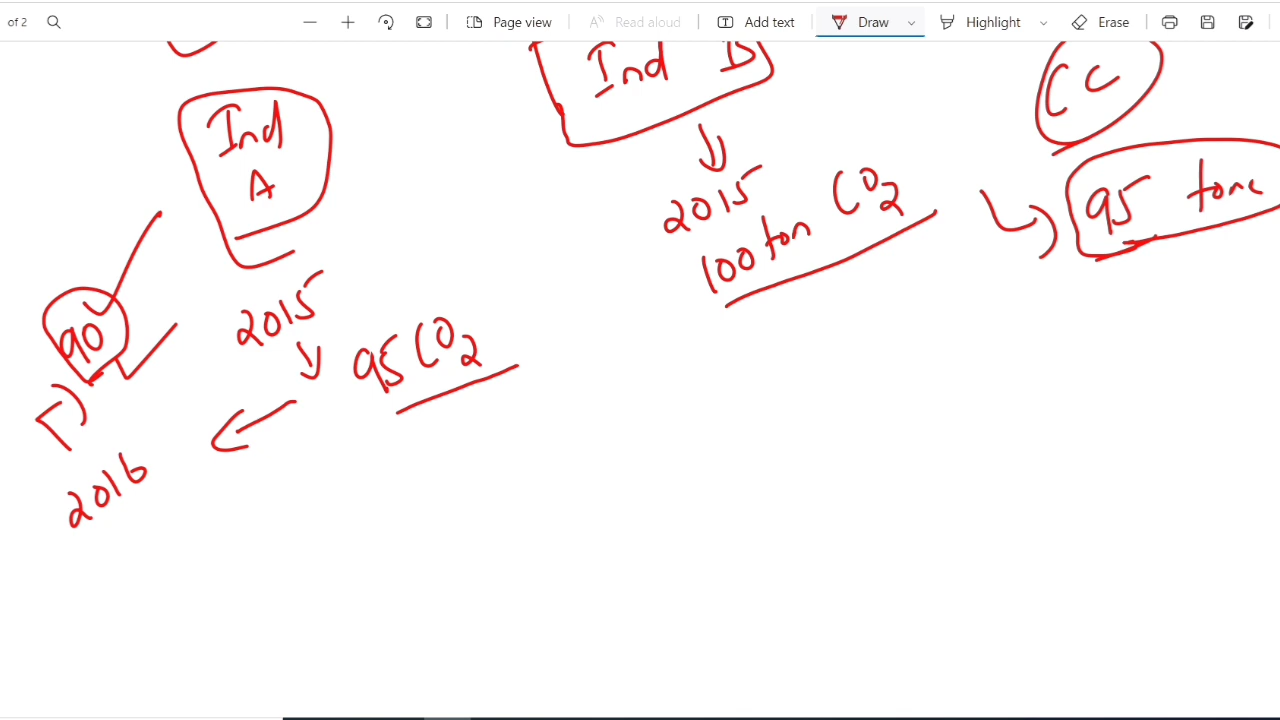 of 2
Page view
Read aloud
Add text
Draw
Highlight
Erase
Ind B
CC
Ind
A
2015
100 ton CO2
95 tone
90
2015
95 CO2
2016